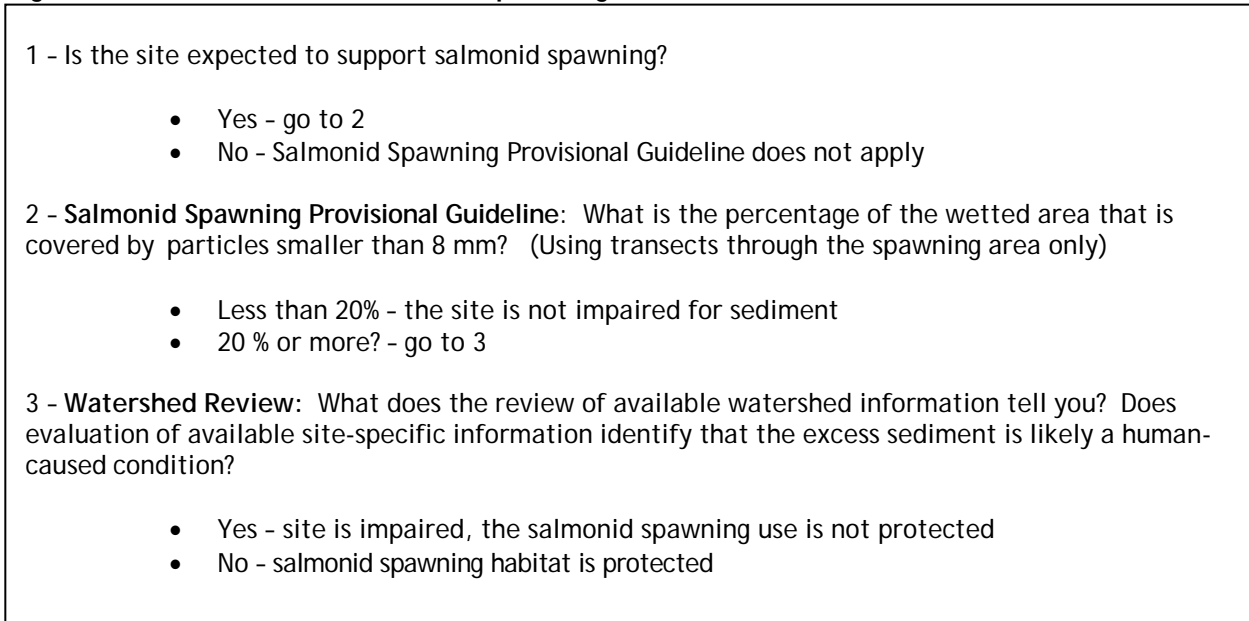 1 – Is the site expected to support salmonid spawning?
• Yes – go to 2
• No – Salmonid Spawning Provisional Guideline does not apply
2 – Salmonid Spawning Provisional Guideline: What is the percentage of the wetted area that is
covered by particles smaller than 8 mm? (Using transects through the spawning area only)
• Less than 20% – the site is not impaired for sediment
• 20 % or more? – go to 3
3 – Watershed Review: What does the review of available watershed information tell you? Does
evaluation of available site-specific information identify that the excess sediment is likely a human-
caused condition?
• Yes – site is impaired, the salmonid spawning use is not protected
• No – salmonid spawning habitat is protected